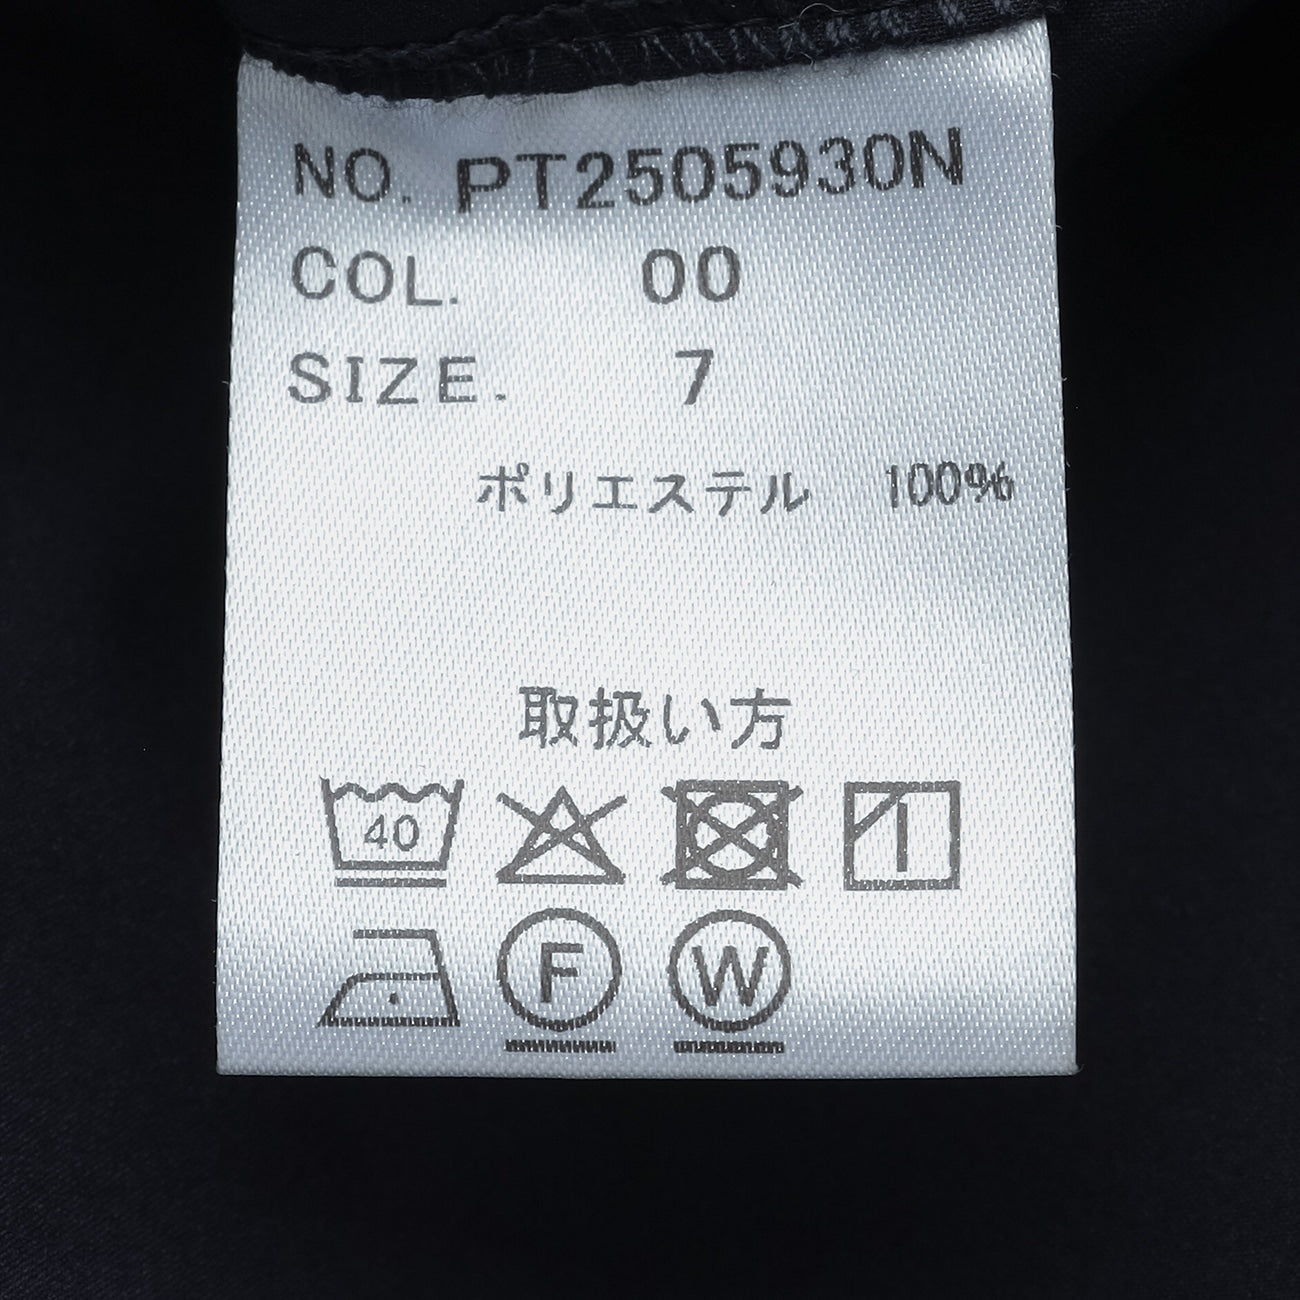 NO. PT2505930N
COL. 00
SIZE. 7
ポリエステル 100%
取扱い方
40
F W